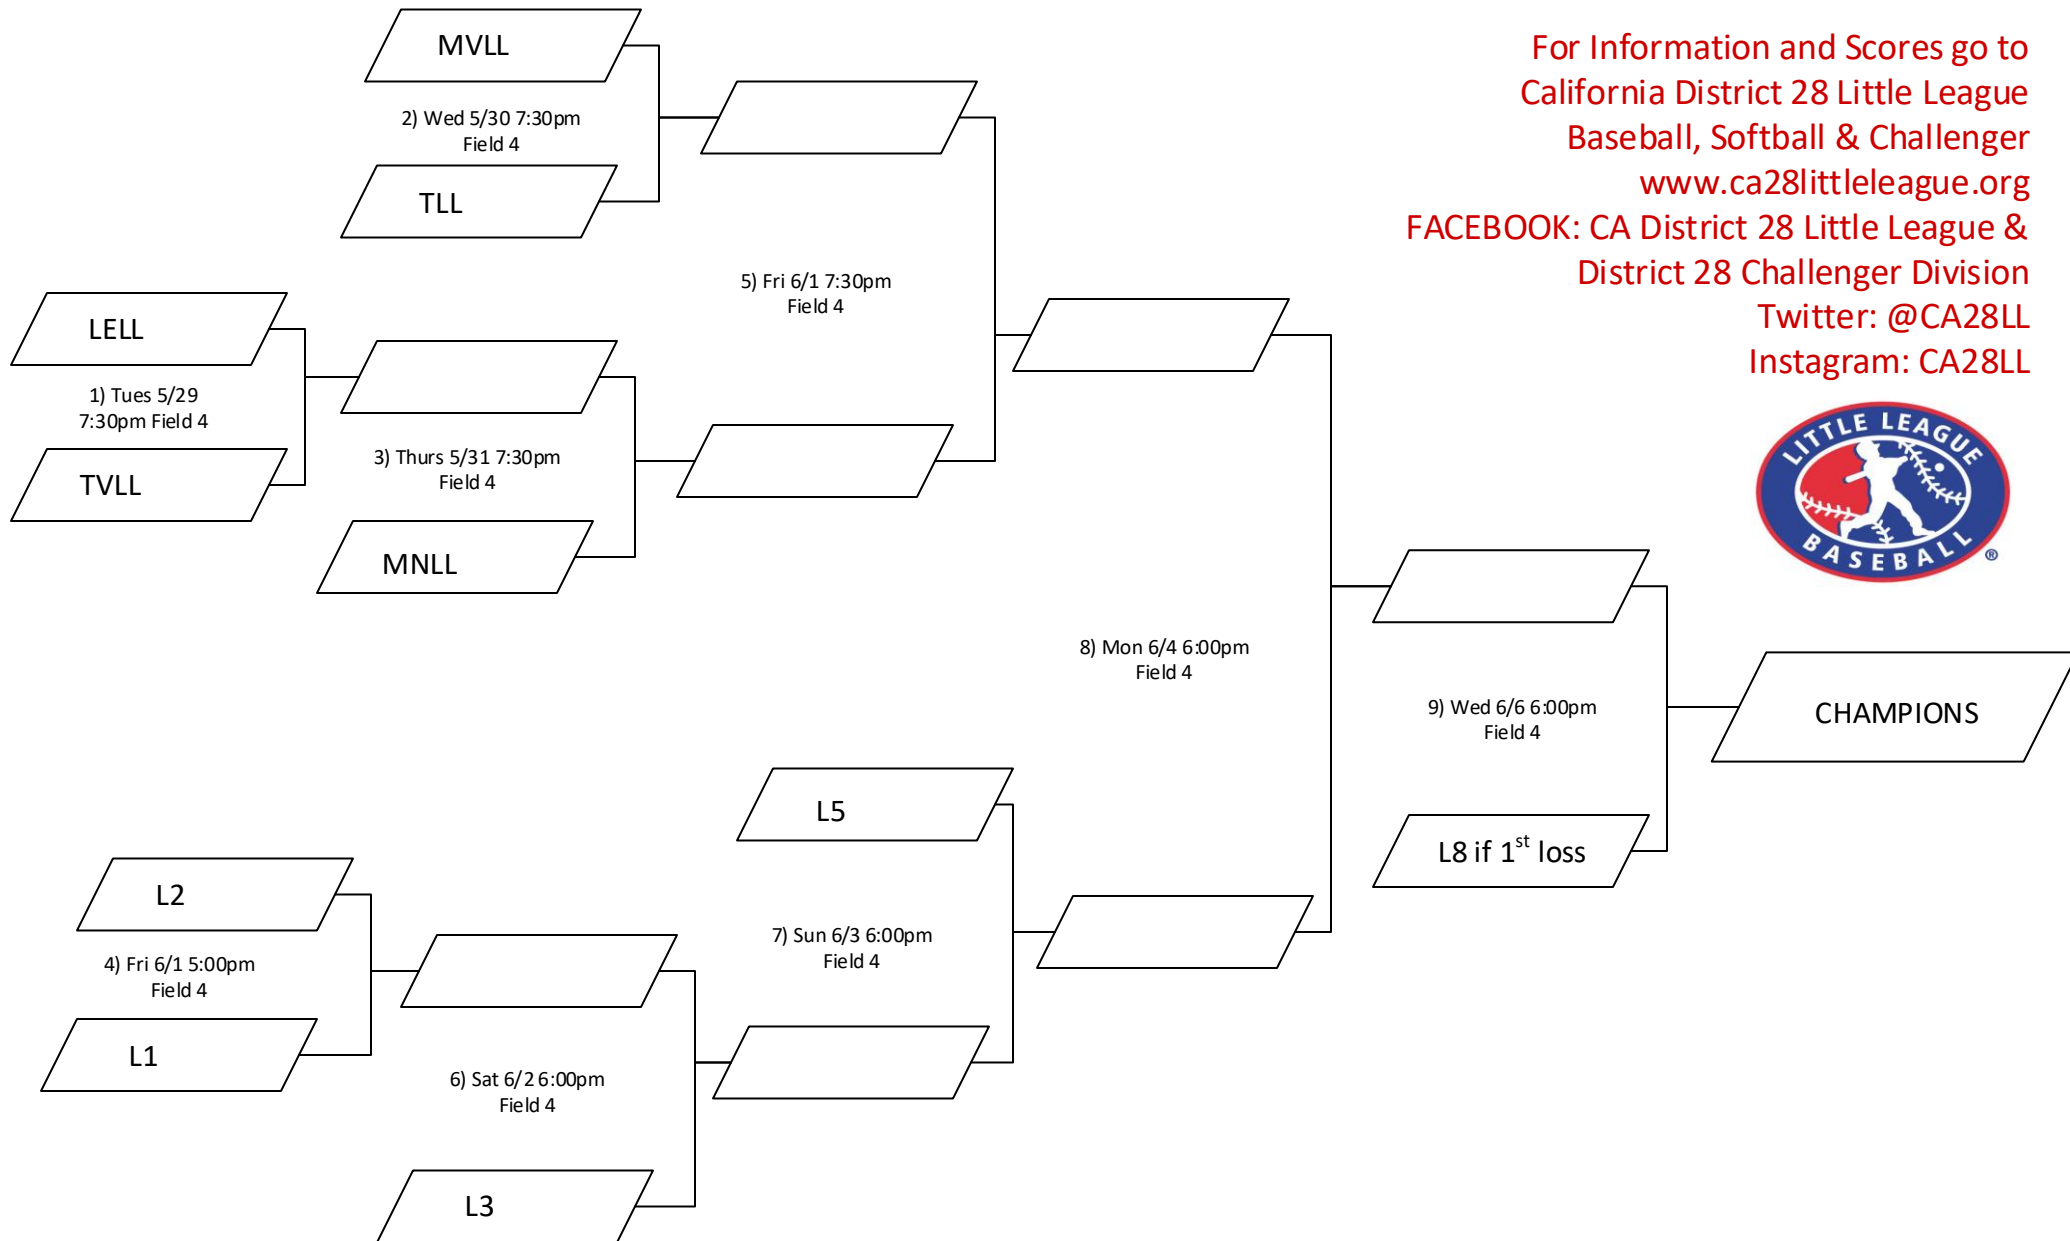 MVLL
2) Wed 5/30 7:30pm
Field 4
TLL
For Information and Scores go to
California District 28 Little League
Baseball, Softball & Challenger
www.ca28littleleague.org
FACEBOOK: CA District 28 Little League &
District 28 Challenger Division
Twitter: @CA28LL
Instagram: CA28LL
LITTLE LEAGUE
BASEBALL
®
5) Fri 6/1 7:30pm
Field 4
LELL
1) Tues 5/29
7:30pm Field 4
TVLL
3) Thurs 5/31 7:30pm
Field 4
MNLL
8) Mon 6/4 6:00pm
Field 4
9) Wed 6/6 6:00pm
Field 4
CHAMPIONS
L8 if 1st loss
L5
7) Sun 6/3 6:00pm
Field 4
L2
4) Fri 6/1 5:00pm
Field 4
L1
6) Sat 6/2 6:00pm
Field 4
L3